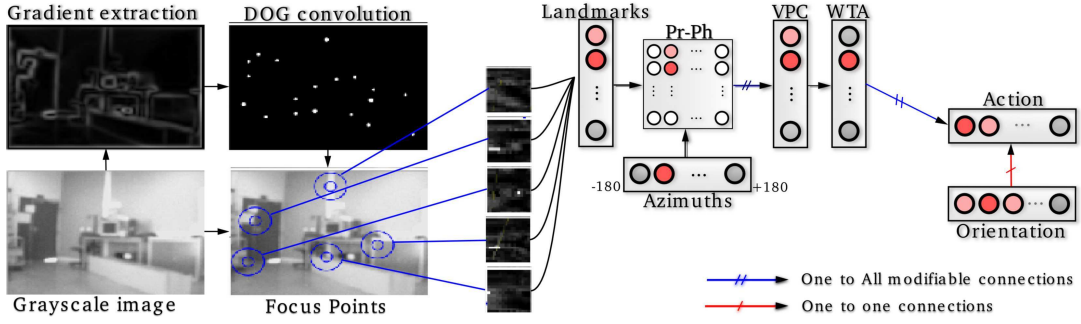 Gradient extraction
DOG convolution
Landmarks
Pr-Ph
VPC
WTA
Action
-180
+180
Azimuths
Orientation
Grayscale image
Focus Points
One to All modifiable connections
One to one connections